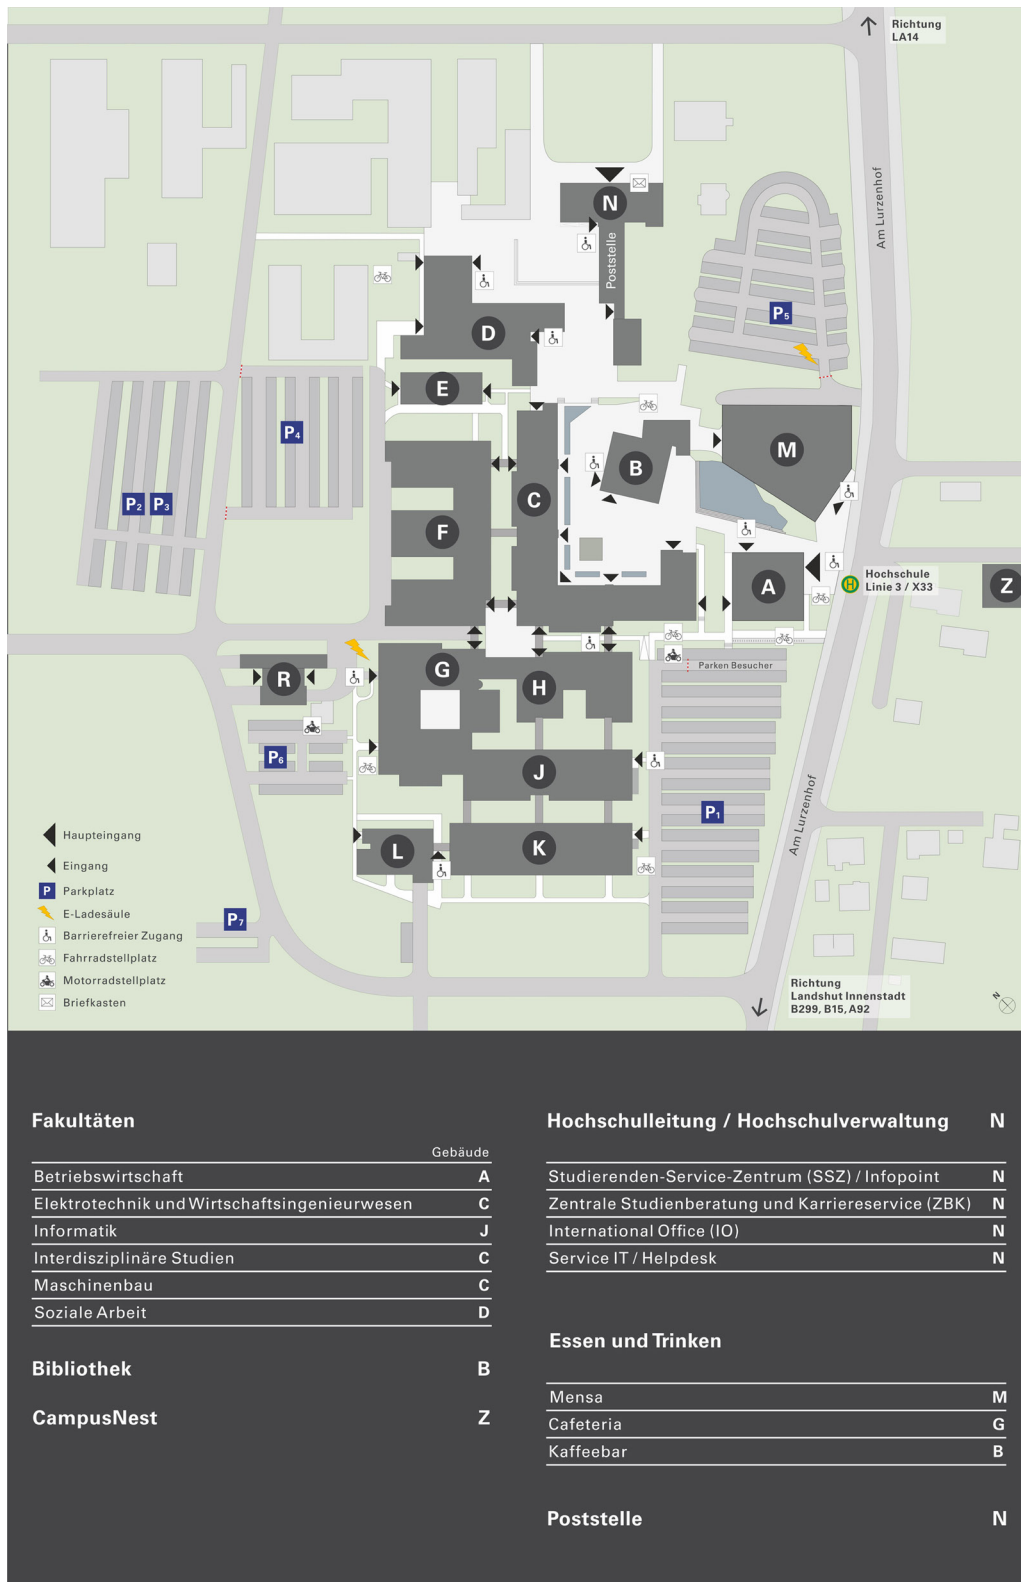 Richtung
LA14
Am Lurzenhof
N
Poststelle
D
P5
E
P4
M
B
P2 P3
C
F
A
H Hochschule
Linie 3 / X33
Z
Parken Besucher
G
R
H
P6
J
P1
Am Lurzenhof
L
K
P7
Haupteingang
Eingang
P Parkplatz
E-Ladesäule
Barrierefreier Zugang
Fahrradstellplatz
Motorradstellplatz
Briefkasten
Richtung
Landshut Innenstadt
B299, B15, A92
N
Fakultäten
Gebäude
Betriebswirtschaft A
Elektrotechnik und Wirtschaftsingenieurwesen C
Informatik J
Interdisziplinäre Studien C
Maschinenbau C
Soziale Arbeit D
Bibliothek B
CampusNest Z
Hochschulleitung / Hochschulverwaltung N
Studierenden-Service-Zentrum (SSZ) / Infopoint N
Zentrale Studienberatung und Karriereservice (ZBK) N
International Office (IO) N
Service IT / Helpdesk N
Essen und Trinken
Mensa M
Cafeteria G
Kaffeebar B
Poststelle N